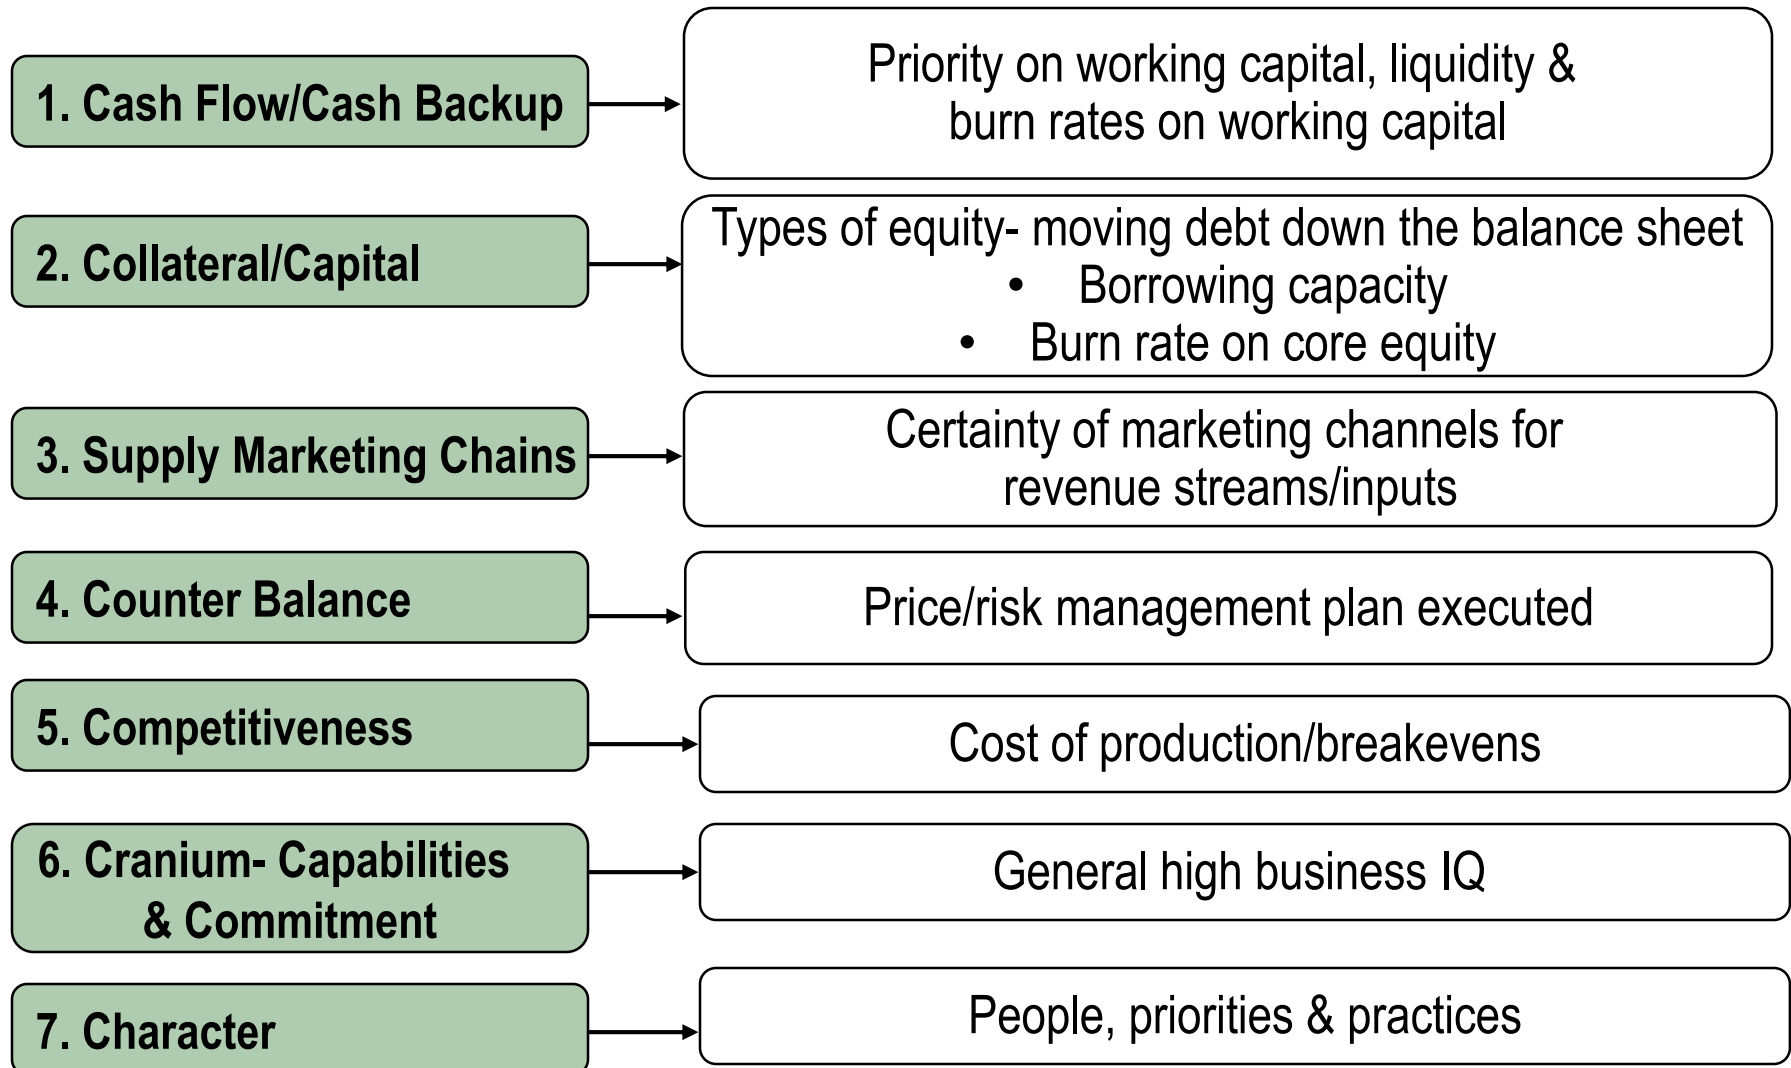 1. Cash Flow/Cash Backup
Priority on working capital, liquidity &
burn rates on working capital
2. Collateral/Capital
Types of equity- moving debt down the balance sheet
• Borrowing capacity
• Burn rate on core equity
3. Supply Marketing Chains
Certainty of marketing channels for
revenue streams/inputs
4. Counter Balance
Price/risk management plan executed
5. Competitiveness
Cost of production/breakevens
6. Cranium- Capabilities
& Commitment
General high business IQ
7. Character
People, priorities & practices